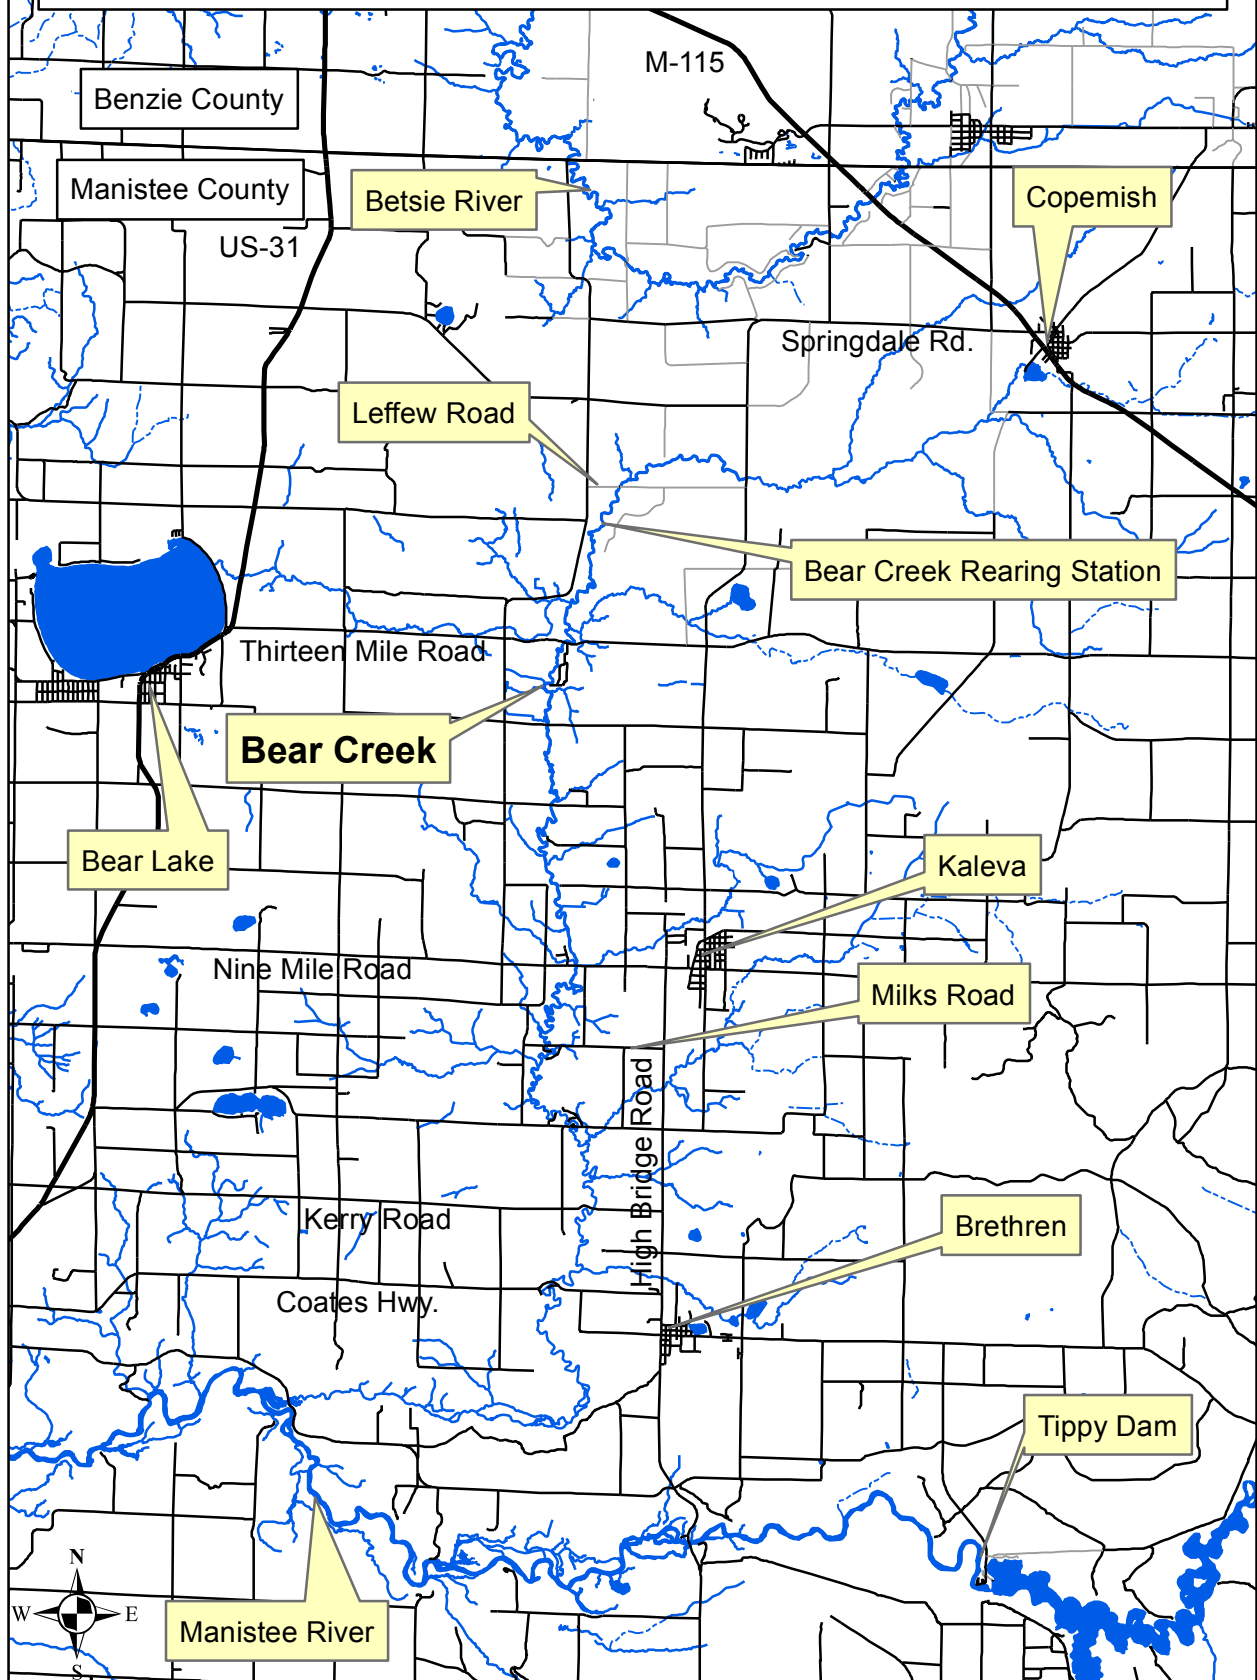 M-115
Benzie County
Manistee County
Betsie River
Copemish
US-31
Springdale Rd.
Leffew Road
Bear Creek Rearing Station
Thirteen Mile Road
Bear Creek
Bear Lake
Kaleva
Nine Mile Road
Milks Road
High Bridge Road
Kerry Road
Brethren
Coates Hwy.
Tippy Dam
Manistee River
N
W E
S